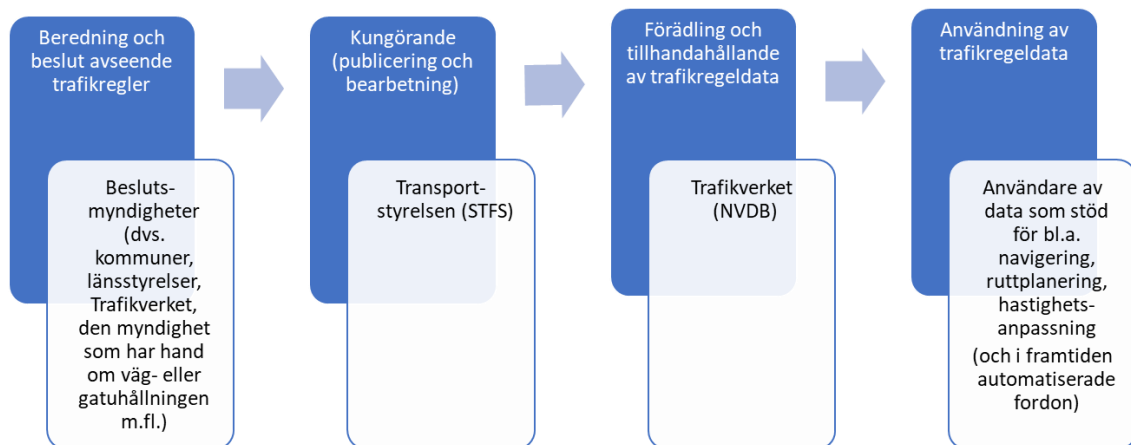 Beredning och
beslut avseende
trafikregler
Besluts-
myndigheter
(dvs.
kommuner,
länsstyrelser,
Trafikverket,
den myndighet
som har hand
om väg- eller
gatuhållningen
m.fl.)
Kungörande
(publicering och
bearbetning)
Transport-
styrelsen (STFS)
Förädling och
tillhandahållande
av trafikregeldata
Trafikverket
(NVDB)
Användning av
trafikregeldata
Användare av
data som stöd
för bl.a.
navigering,
ruttplanering,
hastighets-
anpassning
(och i framtiden
automatiserade
fordon)